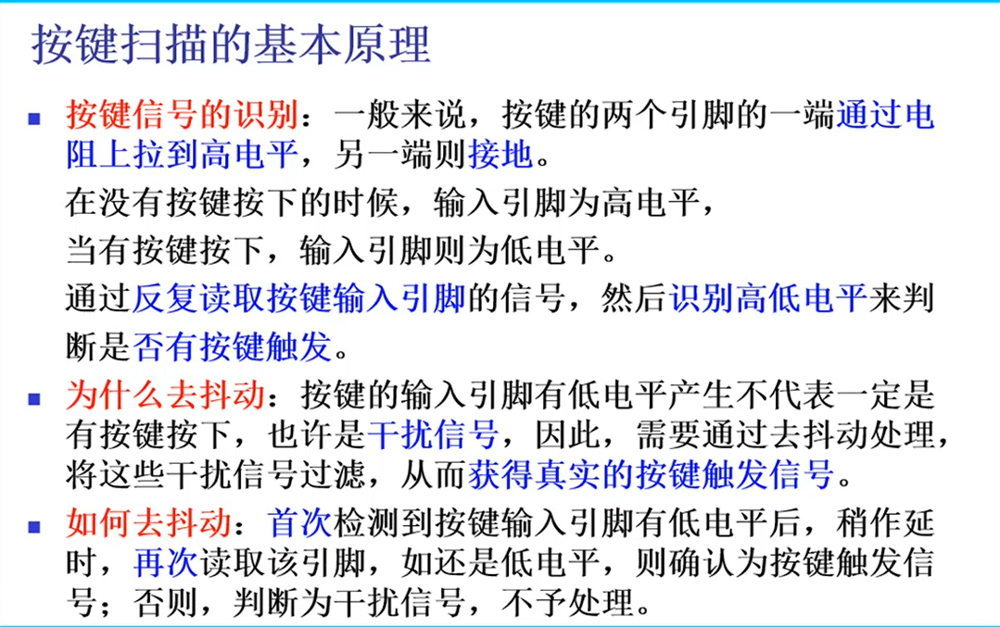 按键扫描的基本原理
■ 按键信号的识别：一般来说，按键的两个引脚的一端通过电
阻上拉到高电平，另一端则接地。
在没有按键按下的时候，输入引脚为高电平，
当有按键按下，输入引脚则为低电平。
通过反复读取按键输入引脚的信号，然后识别高低电平来判
断是否有按键触发。
■ 为什么去抖动：按键的输入引脚有低电平产生不代表一定是
有按键按下，也许是干扰信号，因此，需要通过去抖动处理，
将这些干扰信号过滤，从而获得真实的按键触发信号。
■ 如何去抖动：首次检测到按键输入引脚有低电平后，稍作延
时，再次读取该引脚，如还是低电平，则确认为按键触发信
号；否则，判断为干扰信号，不予处理。